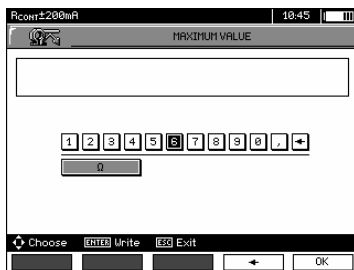 RCONT±200mA 10:45
MAXIMUM VALUE
1 2 3 4 5 6 7 8 9 0 , ←
Ω
Choose ENTER Write ESC Exit
← OK